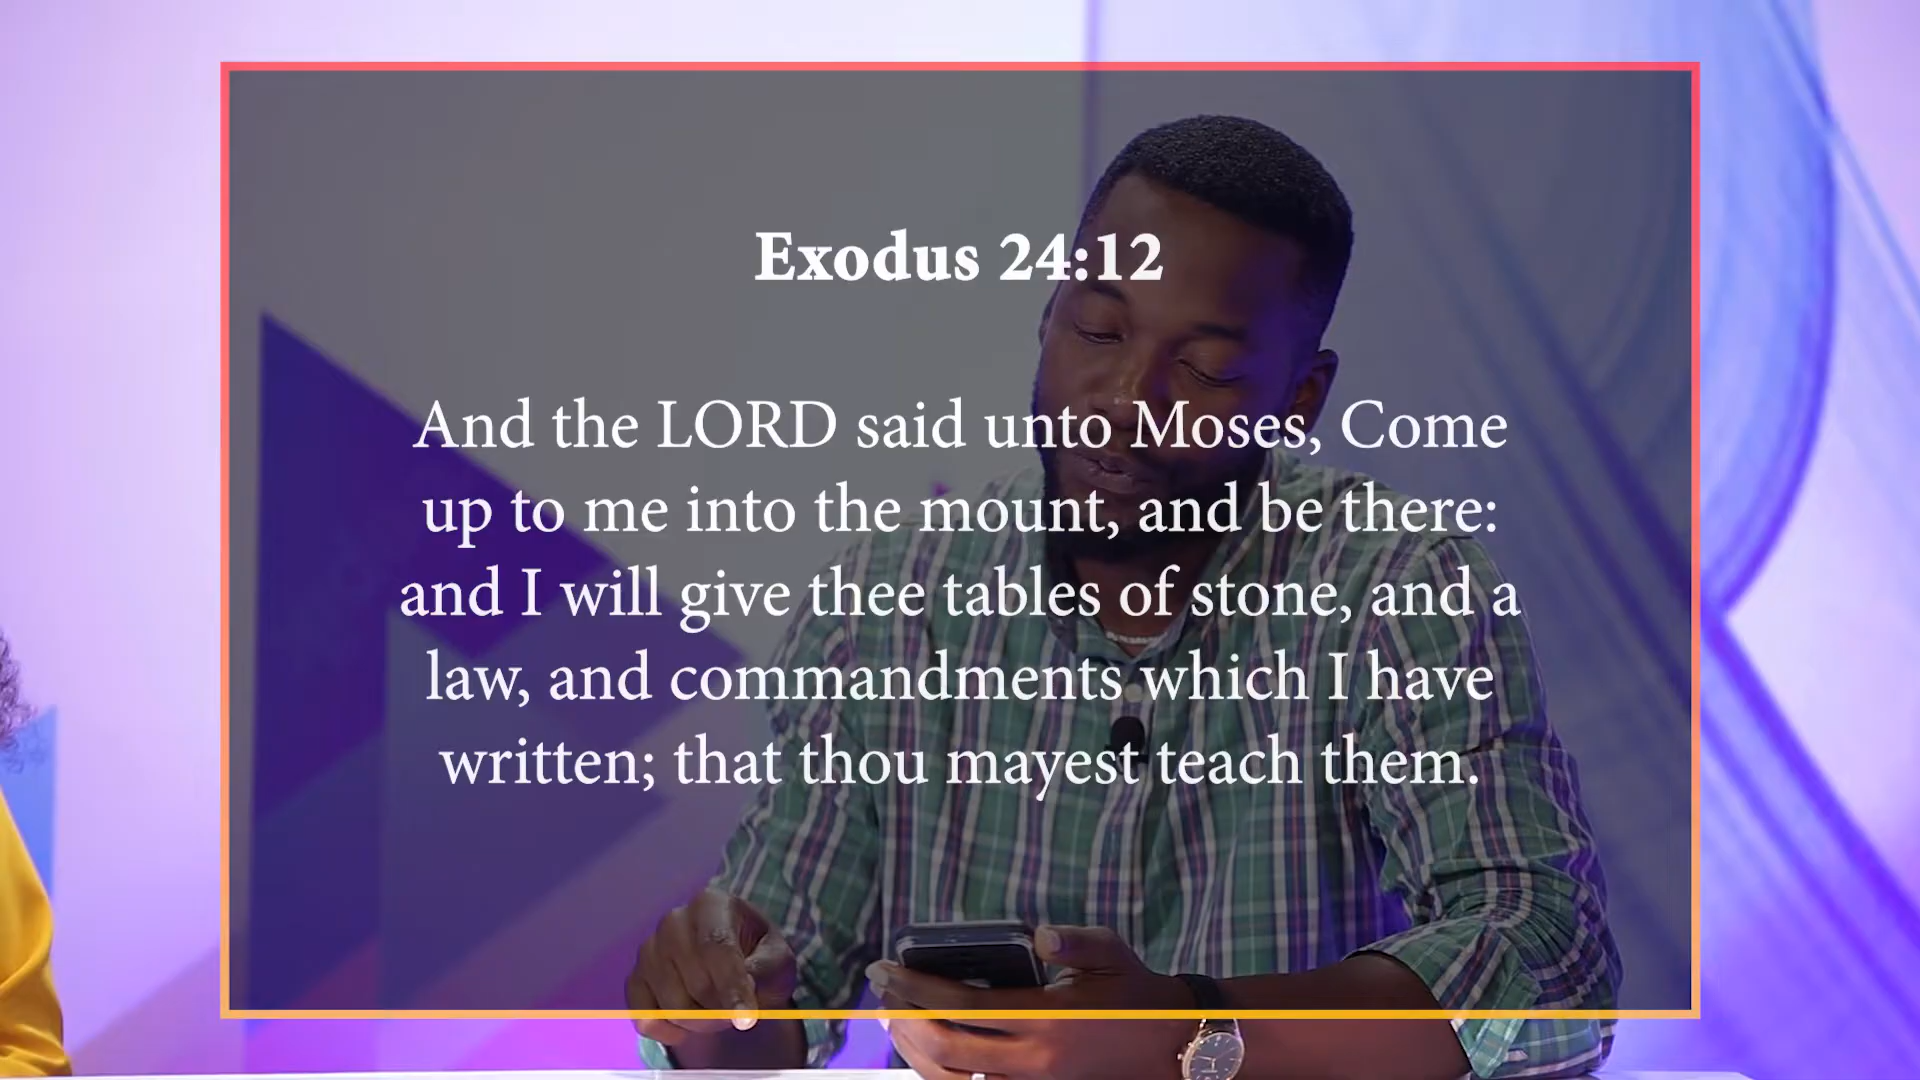 Exodus 24:12
And the LORD said unto Moses, Come
up to me into the mount, and be there:
and I will give thee tables of stone, and a
law, and commandments which I have
written; that thou mayest teach them.